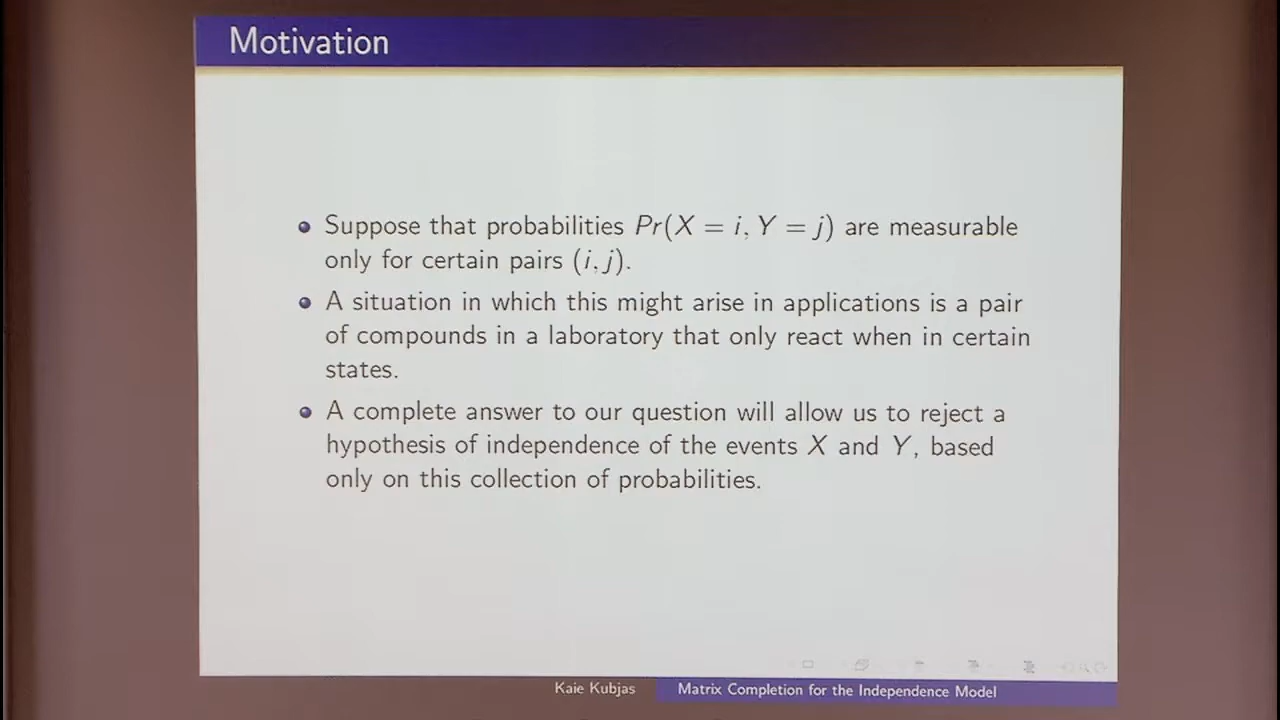 Motivation
Suppose that probabilities Pr(X = i, Y = j) are measurable
only for certain pairs (i, j).
A situation in which this might arise in applications is a pair
of compounds in a laboratory that only react when in certain
states.
A complete answer to our question will allow us to reject a
hypothesis of independence of the events X and Y, based
only on this collection of probabilities.
Kaie Kubjas
Matrix Completion for the Independence Model